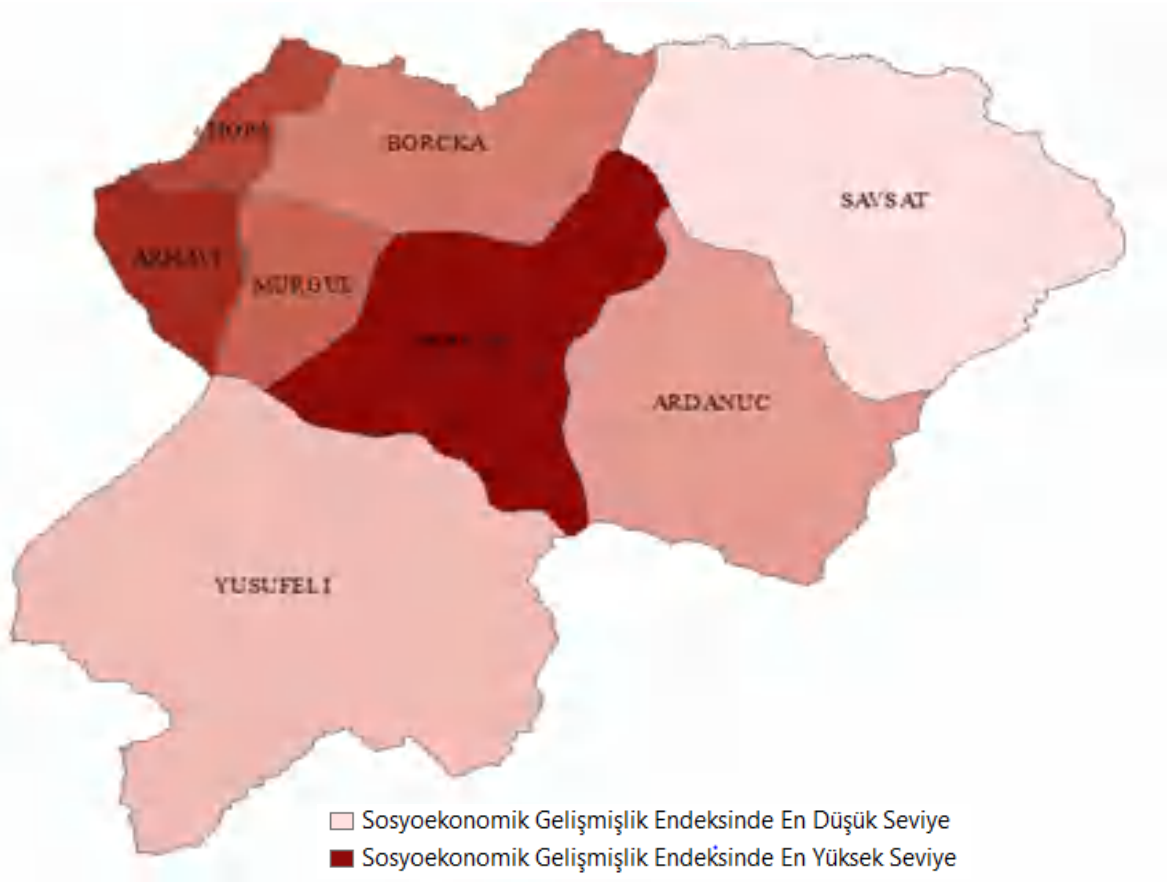 HOPA
BORCKA
SAVSAT
ARHAVI
MURGUL
ARDANUC
YUSUFELI
Sosyoekonomik Gelişmişlik Endeksinde En Düşük Seviye
Sosyoekonomik Gelişmişlik Endeksinde En Yüksek Seviye